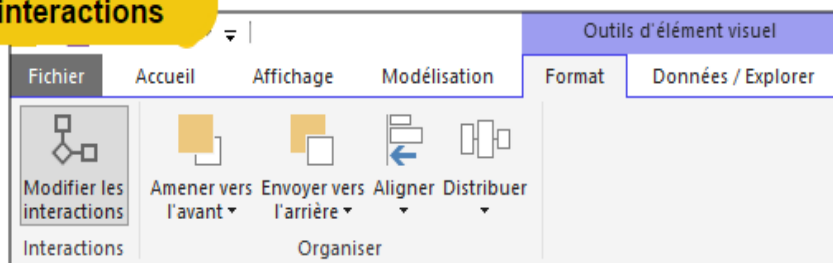 interactions
Outils d'élément visuel
Fichier Accueil Affichage Modélisation Format Données / Explorer
Modifier les Amener vers Envoyer vers Aligner Distribuer
interactions l'avant l'arrière
Interactions Organiser